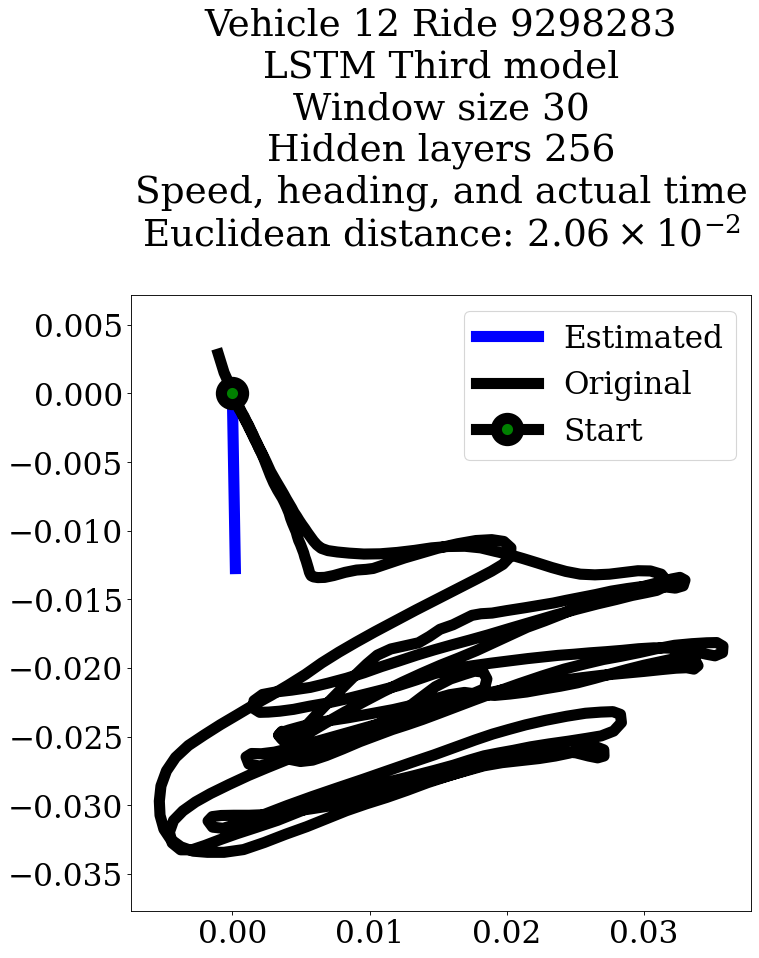 Vehicle 12 Ride 9298283
LSTM Third model
Window size 30
Hidden layers 256
Speed, heading, and actual time
Euclidean distance: 2.06 × 10⁻²
Estimated
Original
Start
0.005
0.000
−0.005
−0.010
−0.015
−0.020
−0.025
−0.030
−0.035
0.00 0.01 0.02 0.03